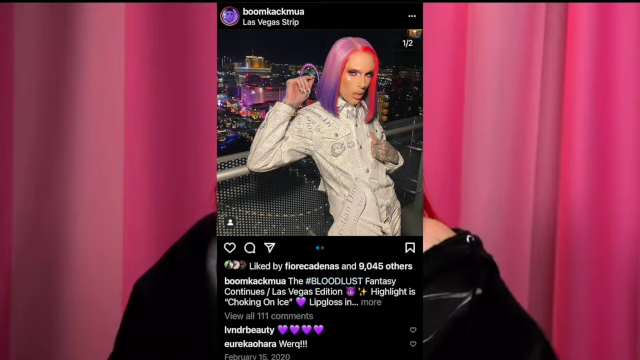 boomkackmua
Las Vegas Strip
1/2
Liked by fiorecadenas and 9,045 others
boomkackmua The #BLOODLUST Fantasy
Continues / Las Vegas Edition 😈✨ Highlight is
"Choking On Ice" 💜 Lipgloss in... more
View all 111 comments
lvndrbeauty 💜💜💜💜
eurekaohara Werq!!!
February 15, 2020